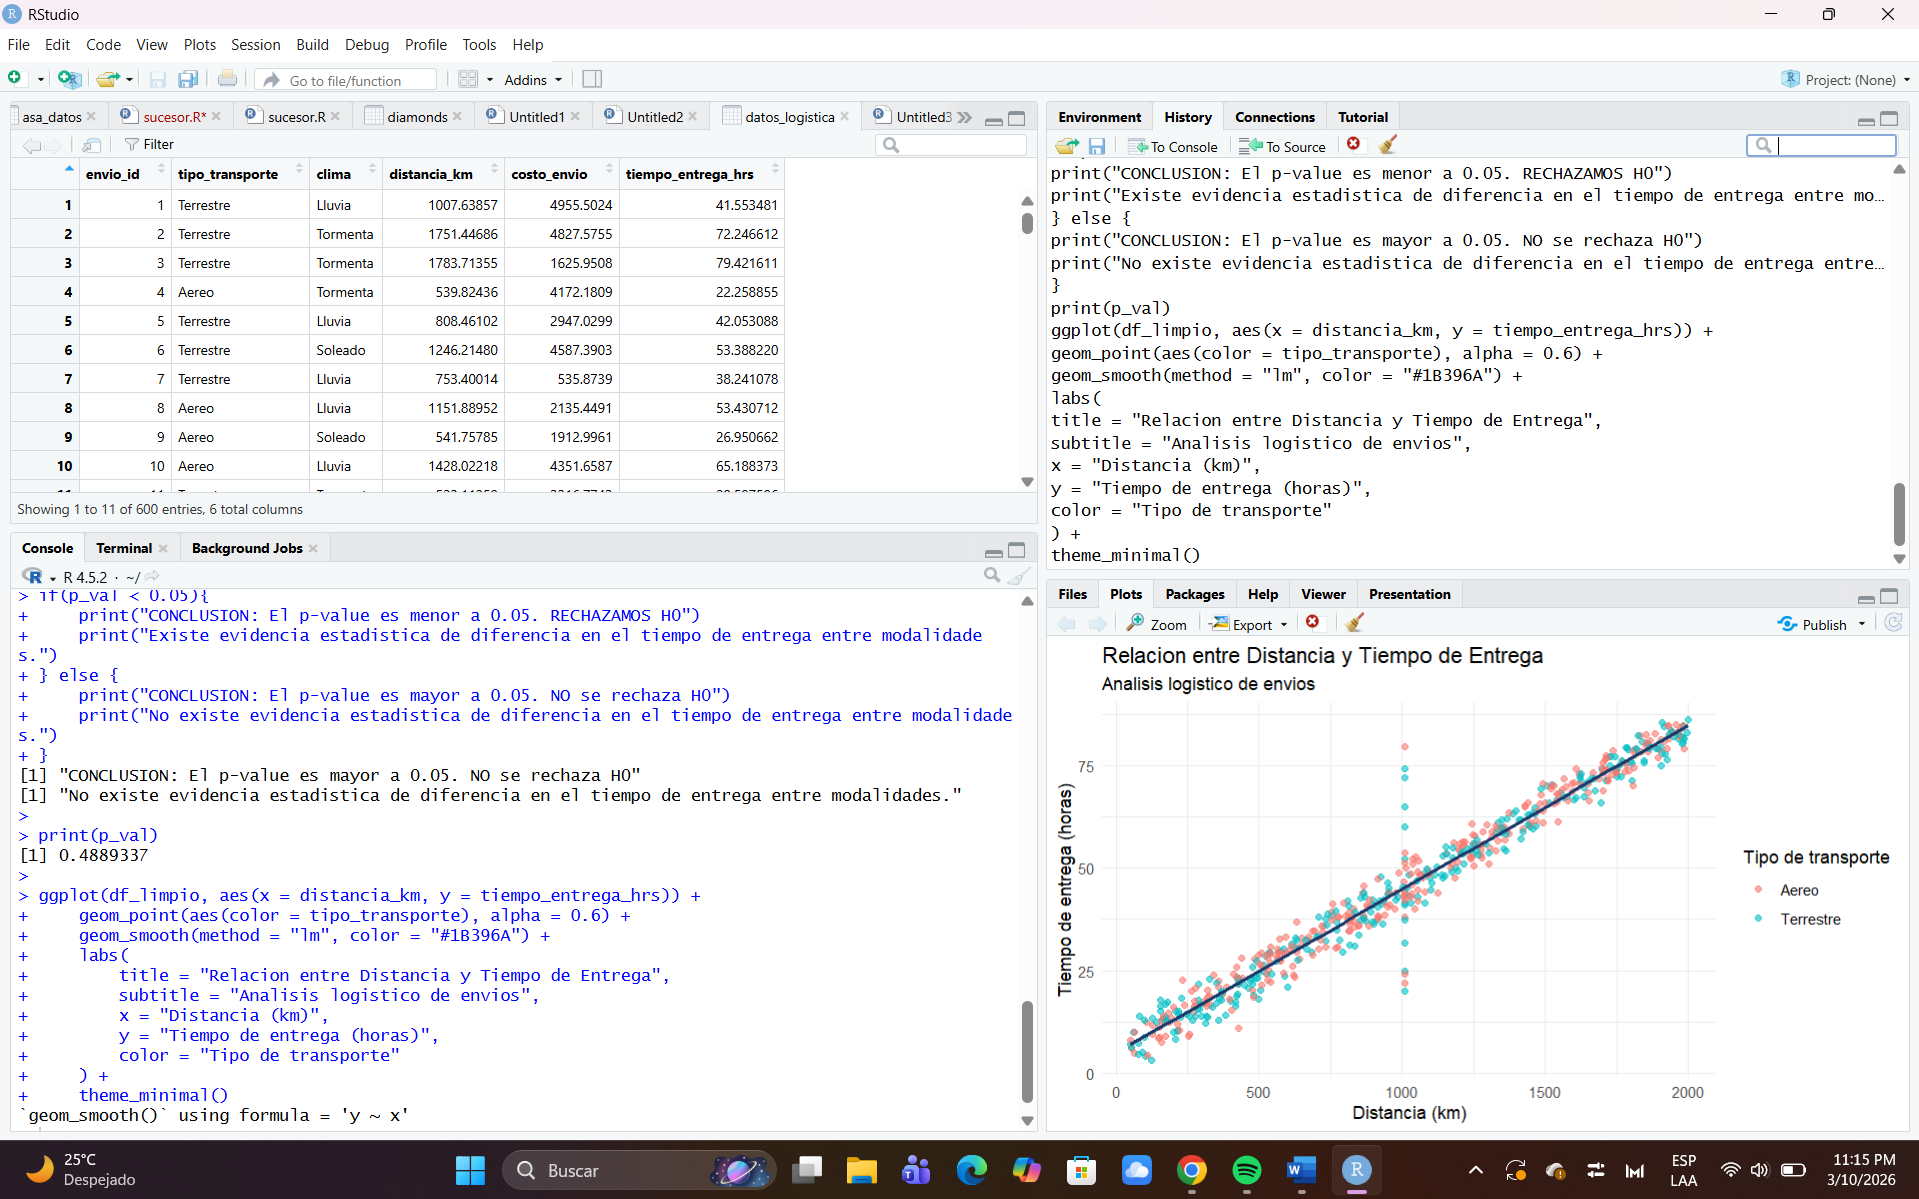 RStudio
File Edit Code View Plots Session Build Debug Profile Tools Help
Go to file/function Addins Project: (None)
asa_datos sucesor.R* sucesor.R diamonds Untitled1 Untitled2 datos_logistica Untitled3
Filter
envio_id tipo_transporte clima distancia_km costo_envio tiempo_entrega_hrs
1 1 Terrestre Lluvia 1007.63857 4955.5024 41.553481
2 2 Terrestre Tormenta 1751.44686 4827.5755 72.246612
3 3 Terrestre Tormenta 1783.71355 1625.9508 79.421611
4 4 Aereo Tormenta 539.82436 4172.1809 22.258855
5 5 Terrestre Lluvia 808.46102 2947.0299 42.053088
6 6 Terrestre Soleado 1246.21480 4587.3903 53.388220
7 7 Terrestre Lluvia 753.40014 535.8739 38.241078
8 8 Aereo Lluvia 1151.88952 2135.4491 53.430712
9 9 Aereo Soleado 541.75785 1912.9961 26.950662
10 10 Aereo Lluvia 1428.02218 4351.6587 65.188373
Showing 1 to 11 of 600 entries, 6 total columns
Console Terminal Background Jobs
R 4.5.2 · ~/
> if(p_val < 0.05){
+     print("CONCLUSION: El p-value es menor a 0.05. RECHAZAMOS H0")
+     print("Existe evidencia estadistica de diferencia en el tiempo de entrega entre modalidade
s.")
+ } else {
+     print("CONCLUSION: El p-value es mayor a 0.05. NO se rechaza H0")
+     print("No existe evidencia estadistica de diferencia en el tiempo de entrega entre modalidade
s.")
+ }
[1] "CONCLUSION: El p-value es mayor a 0.05. NO se rechaza H0"
[1] "No existe evidencia estadistica de diferencia en el tiempo de entrega entre modalidades."
>
> print(p_val)
[1] 0.4889337
>
> ggplot(df_limpio, aes(x = distancia_km, y = tiempo_entrega_hrs)) +
+     geom_point(aes(color = tipo_transporte), alpha = 0.6) +
+     geom_smooth(method = "lm", color = "#1B396A") +
+     labs(
+         title = "Relacion entre Distancia y Tiempo de Entrega",
+         subtitle = "Analisis logistico de envios",
+         x = "Distancia (km)",
+         y = "Tiempo de entrega (horas)",
+         color = "Tipo de transporte"
+     ) +
+     theme_minimal()
`geom_smooth()` using formula = 'y ~ x'
Environment History Connections Tutorial
To Console To Source
print("CONCLUSION: El p-value es menor a 0.05. RECHAZAMOS H0")
print("Existe evidencia estadistica de diferencia en el tiempo de entrega entre mo…
} else {
print("CONCLUSION: El p-value es mayor a 0.05. NO se rechaza H0")
print("No existe evidencia estadistica de diferencia en el tiempo de entrega entre…
}
print(p_val)
ggplot(df_limpio, aes(x = distancia_km, y = tiempo_entrega_hrs)) +
geom_point(aes(color = tipo_transporte), alpha = 0.6) +
geom_smooth(method = "lm", color = "#1B396A") +
labs(
title = "Relacion entre Distancia y Tiempo de Entrega",
subtitle = "Analisis logistico de envios",
x = "Distancia (km)",
y = "Tiempo de entrega (horas)",
color = "Tipo de transporte"
) +
theme_minimal()
Files Plots Packages Help Viewer Presentation
Zoom Export Publish
Relacion entre Distancia y Tiempo de Entrega
Analisis logistico de envios
Tiempo de entrega (horas)
75
50
25
0
0 500 1000 1500 2000
Distancia (km)
Tipo de transporte
Aereo
Terrestre
25°C
Despejado
Buscar
ESP
LAA
11:15 PM
3/10/2026